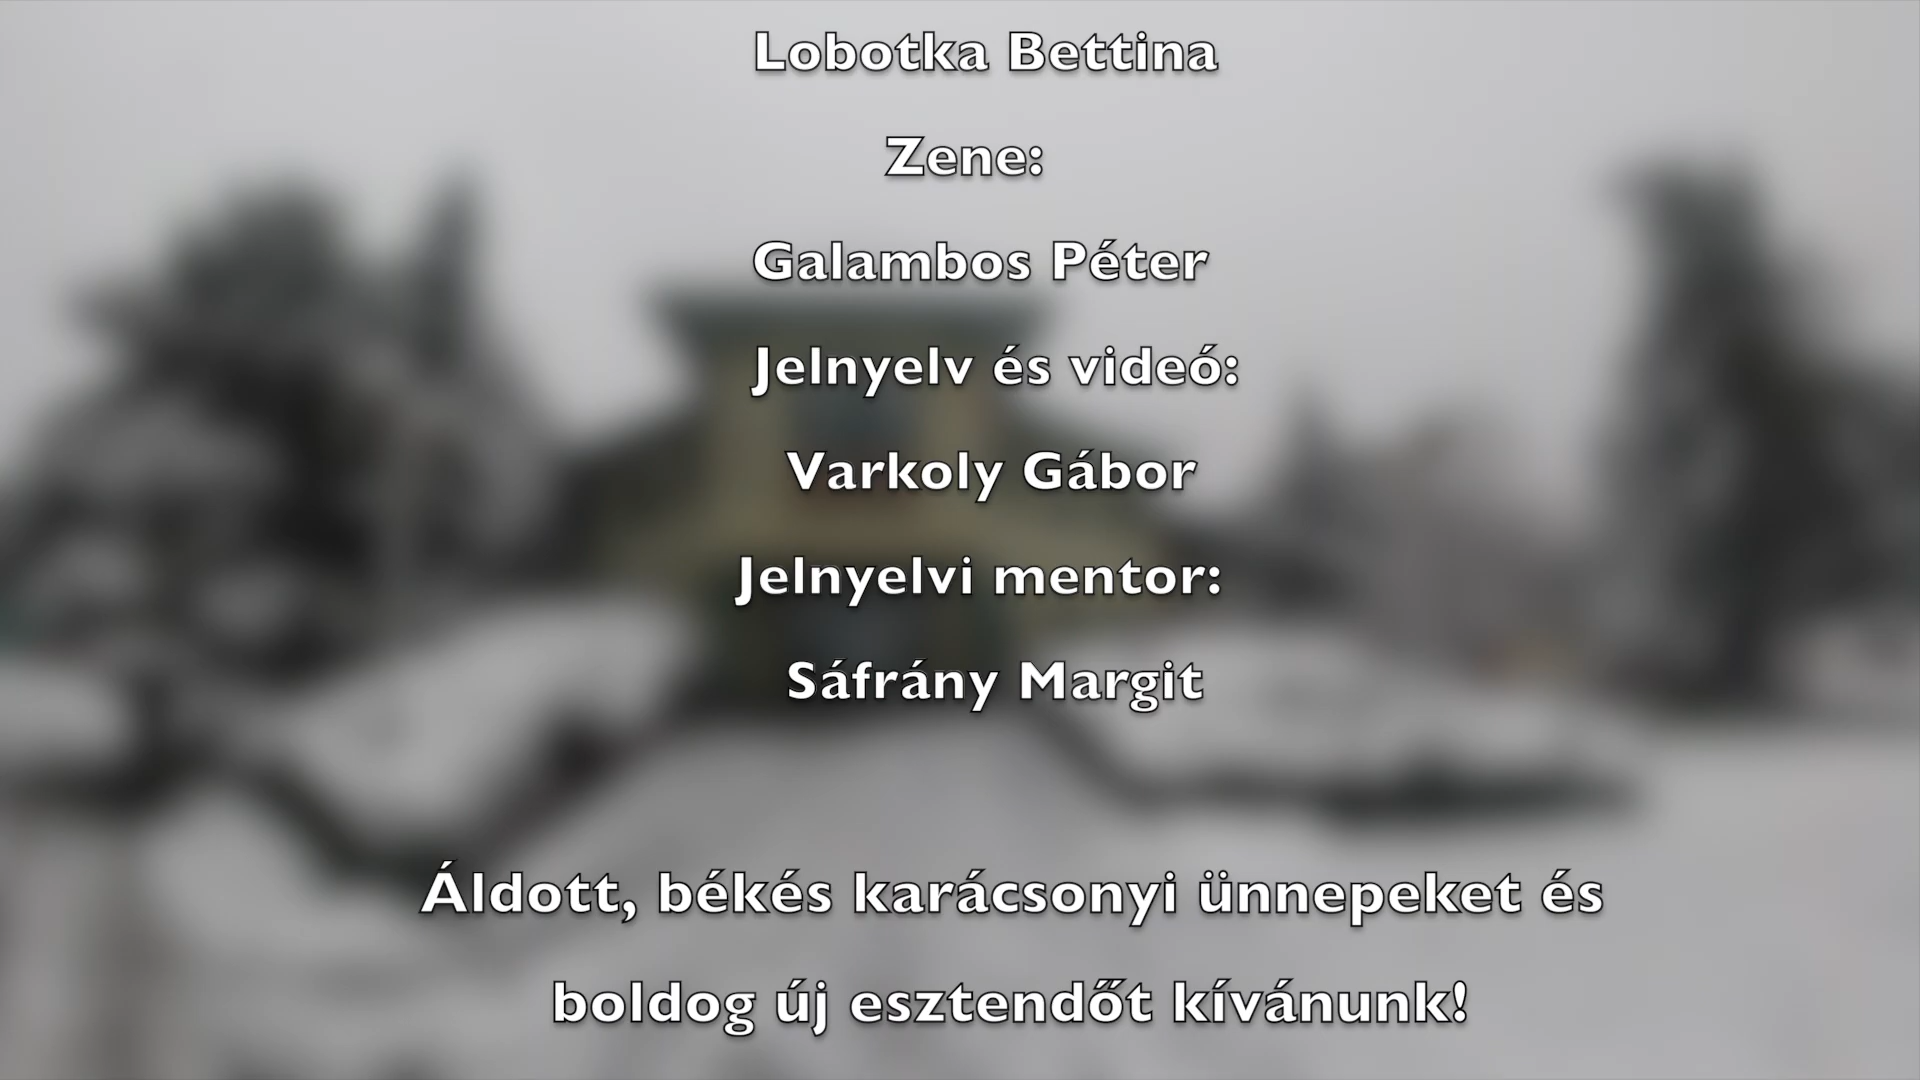 Lobotka Bettina
Zene:
Galambos Péter
Jelnyelv és videó:
Varkoly Gábor
Jelnyelvi mentor:
Sáfrány Margit
Áldott, békés karácsonyi ünnepeket és
boldog új esztendőt kívánunk!